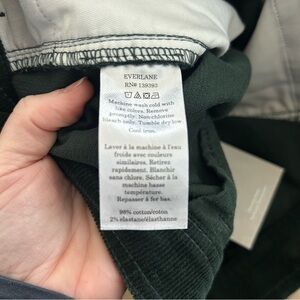 EVERLANE
RN# 139393
Machine wash cold with
like colors. Remove
promptly. Non-chlorine
bleach only. Tumble dry low.
Cool iron.
Laver à la machine à l'eau
froide avec couleurs
similaires. Retirez
rapidement. Blanchir
sans chlore. Sécher à
la machine basse
température.
Repasser à fer bas.
98% cotton/coton
2% elastane/élasthanne